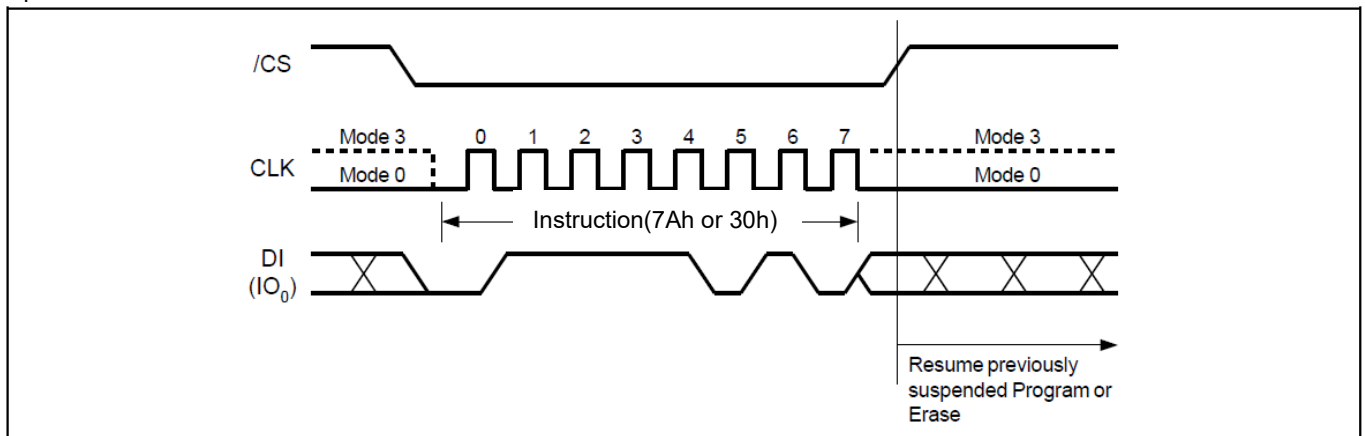 /CS
Mode 3 0 1 2 3 4 5 6 7 Mode 3
CLK
Mode 0 Mode 0
Instruction(7Ah or 30h)
DI
(IO0)
Resume previously
suspended Program or
Erase